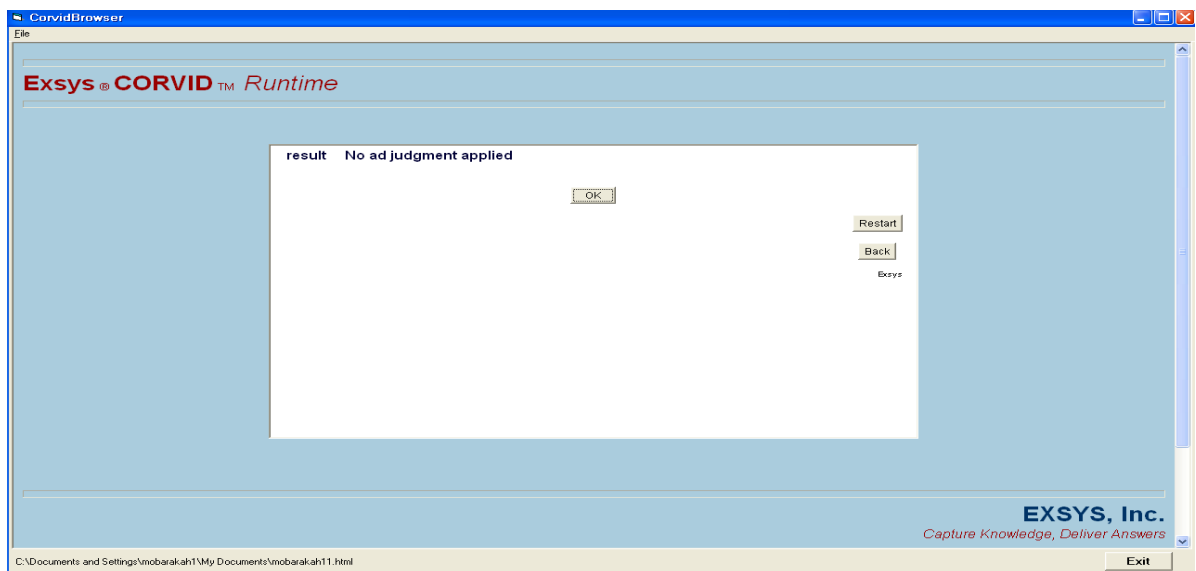 CorvidBrowser
File
Exsys ® CORVID TM Runtime
result No ad judgment applied
OK
Restart
Back
Exsys
EXSYS, Inc.
Capture Knowledge, Deliver Answers
C:\Documents and Settings\mobarakah1\My Documents\mobarakah11.html
Exit